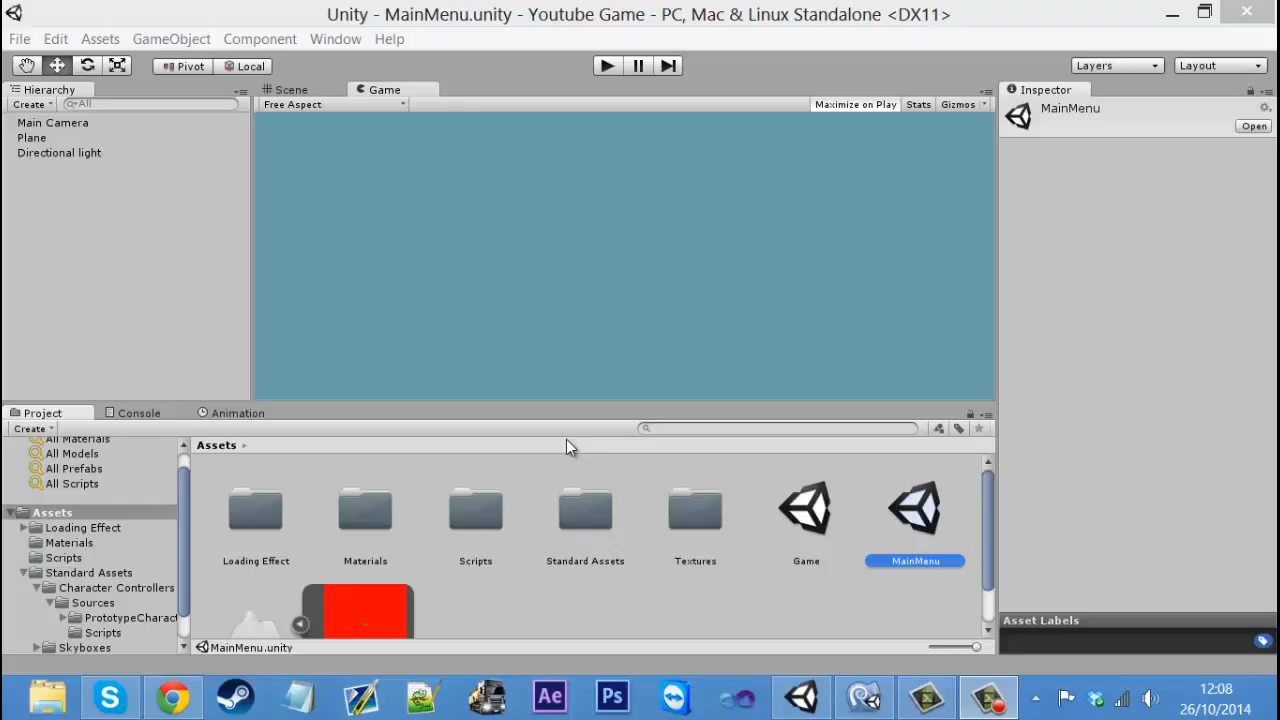 Unity - MainMenu.unity - Youtube Game - PC, Mac & Linux Standalone <DX11>
File Edit Assets GameObject Component Window Help
Pivot Local Layers Layout
Hierarchy Scene Game Inspector
Create All Free Aspect Maximize on Play Stats Gizmos MainMenu
Open
Main Camera
Plane
Directional light
Project Console Animation
Create
All Materials Assets
All Models
All Prefabs
All Scripts
Assets
Loading Effect
Materials
Scripts
Standard Assets
Character Controllers
Sources
PrototypeCharact
Scripts
Skyboxes
Loading Effect Materials Scripts Standard Assets Textures Game MainMenu
MainMenu.unity
Asset Labels
S Ae Ps
12:08
26/10/2014